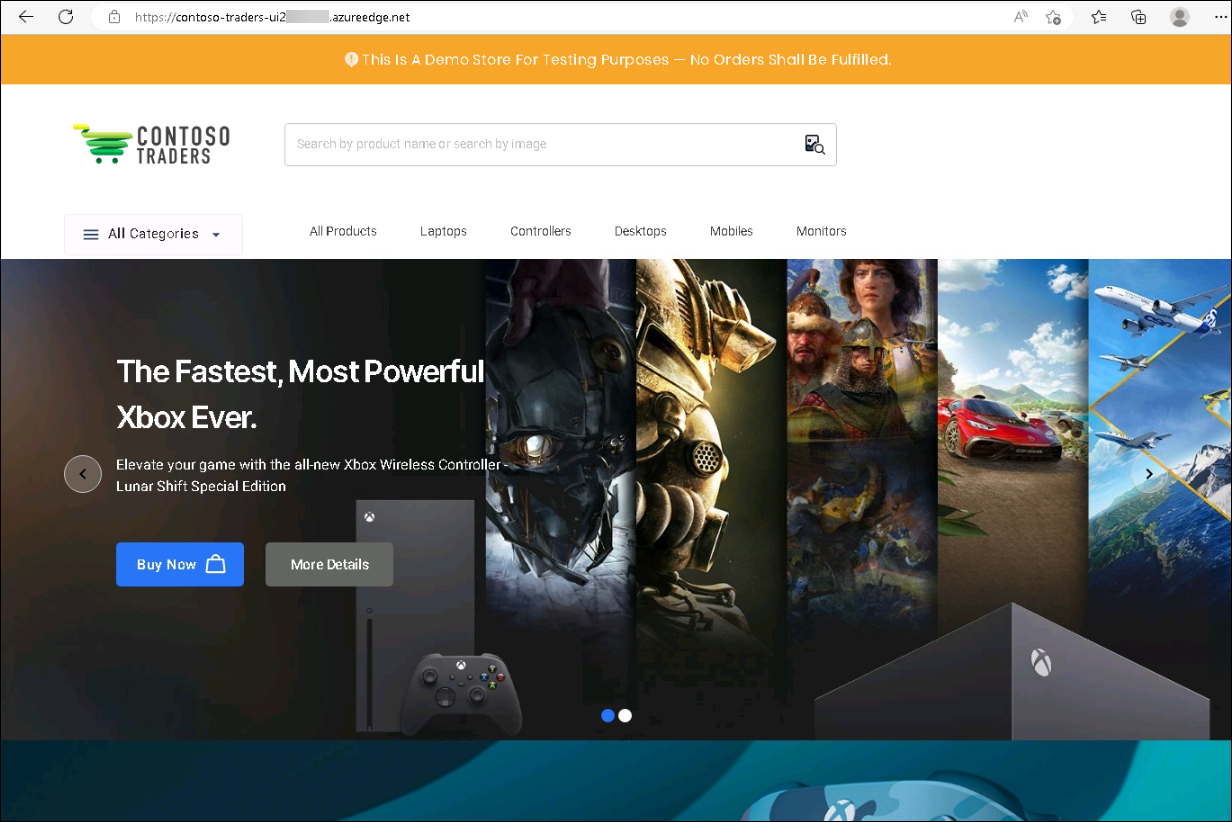 https://contoso-traders-ui2 .azureedge.net
This Is A Demo Store For Testing Purposes — No Orders Shall Be Fulfilled.
CONTOSO
TRADERS
Search by product name or search by image
All Categories
All Products Laptops Controllers Desktops Mobiles Monitors
The Fastest, Most Powerful
Xbox Ever.
Elevate your game with the all-new Xbox Wireless Controller -
Lunar Shift Special Edition
Buy Now More Details